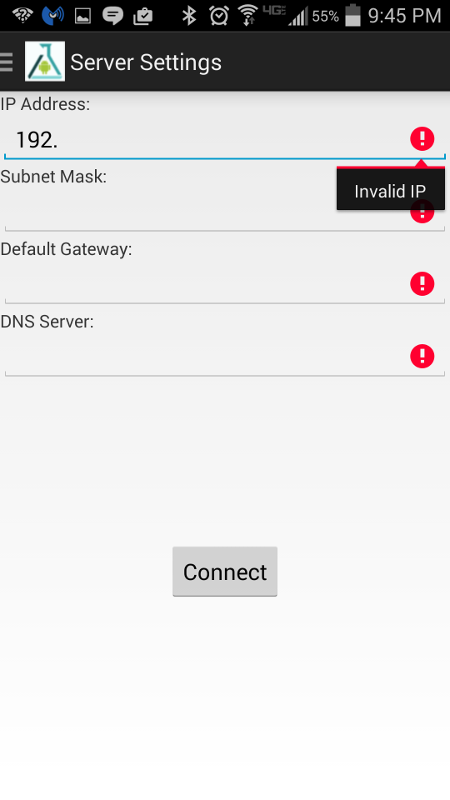 4G LTE 55% 9:45 PM
Server Settings
IP Address:
192.
Subnet Mask:
Invalid IP
Default Gateway:
DNS Server:
Connect